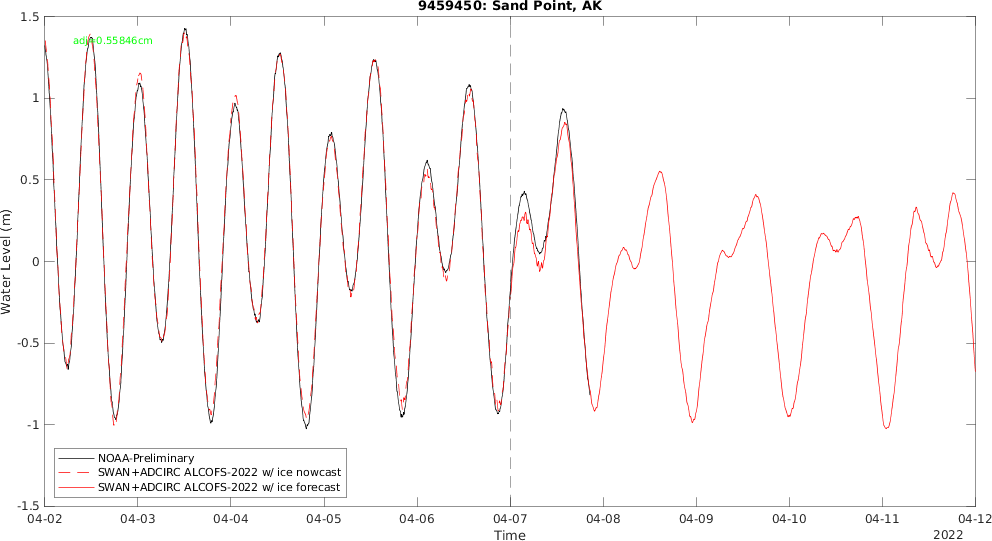 9459450: Sand Point, AK
adj=0.55846cm
Water Level (m)
1.5
1
0.5
0
-0.5
-1
-1.5
NOAA-Preliminary
SWAN+ADCIRC ALCOFS-2022 w/ ice nowcast
SWAN+ADCIRC ALCOFS-2022 w/ ice forecast
04-02 04-03 04-04 04-05 04-06 04-07 04-08 04-09 04-10 04-11 04-12
Time
2022